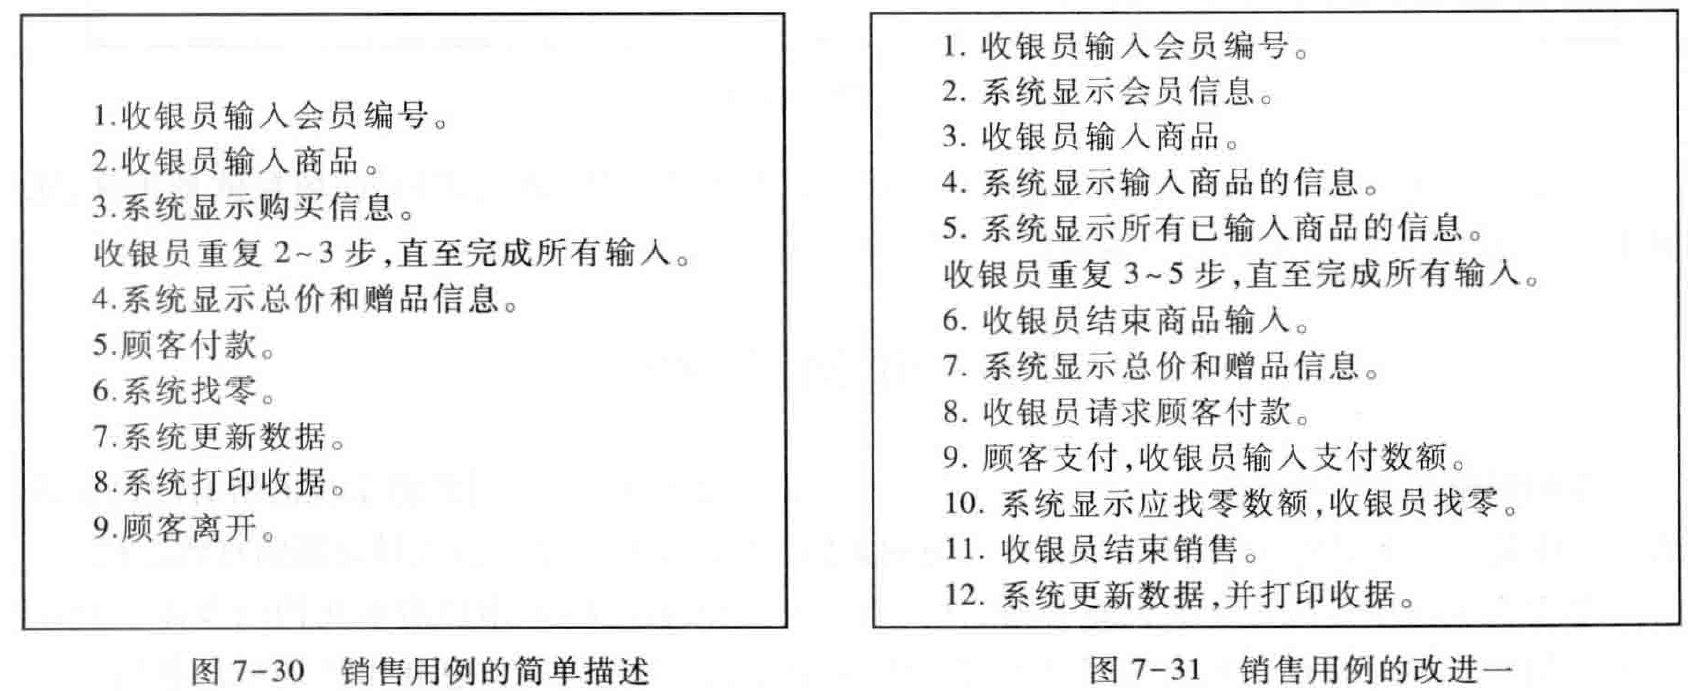 1.收银员输入会员编号。
2.收银员输入商品。
3.系统显示购买信息。
收银员重复 2~3 步,直至完成所有输入。
4.系统显示总价和赠品信息。
5.顾客付款。
6.系统找零。
7.系统更新数据。
8.系统打印收据。
9.顾客离开。
图 7-30 销售用例的简单描述
1. 收银员输入会员编号。
2. 系统显示会员信息。
3. 收银员输入商品。
4. 系统显示输入商品的信息。
5. 系统显示所有已输入商品的信息。
收银员重复 3~5 步,直至完成所有输入。
6. 收银员结束商品输入。
7. 系统显示总价和赠品信息。
8. 收银员请求顾客付款。
9. 顾客支付,收银员输入支付数额。
10. 系统显示应找零数额,收银员找零。
11. 收银员结束销售。
12. 系统更新数据,并打印收据。
图 7-31 销售用例的改进一